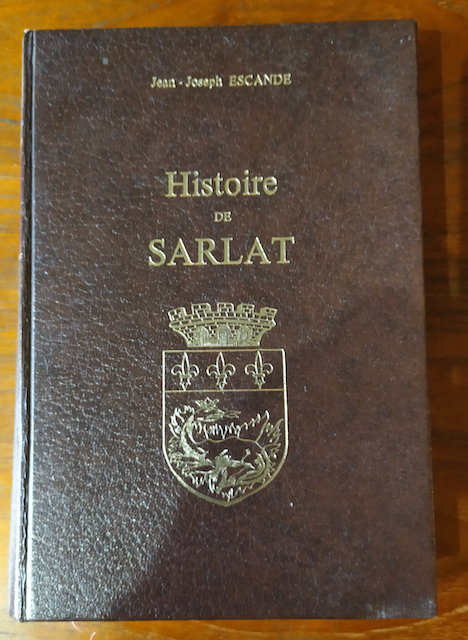 Jean - Joseph ESCANDE
Histoire
DE
SARLAT